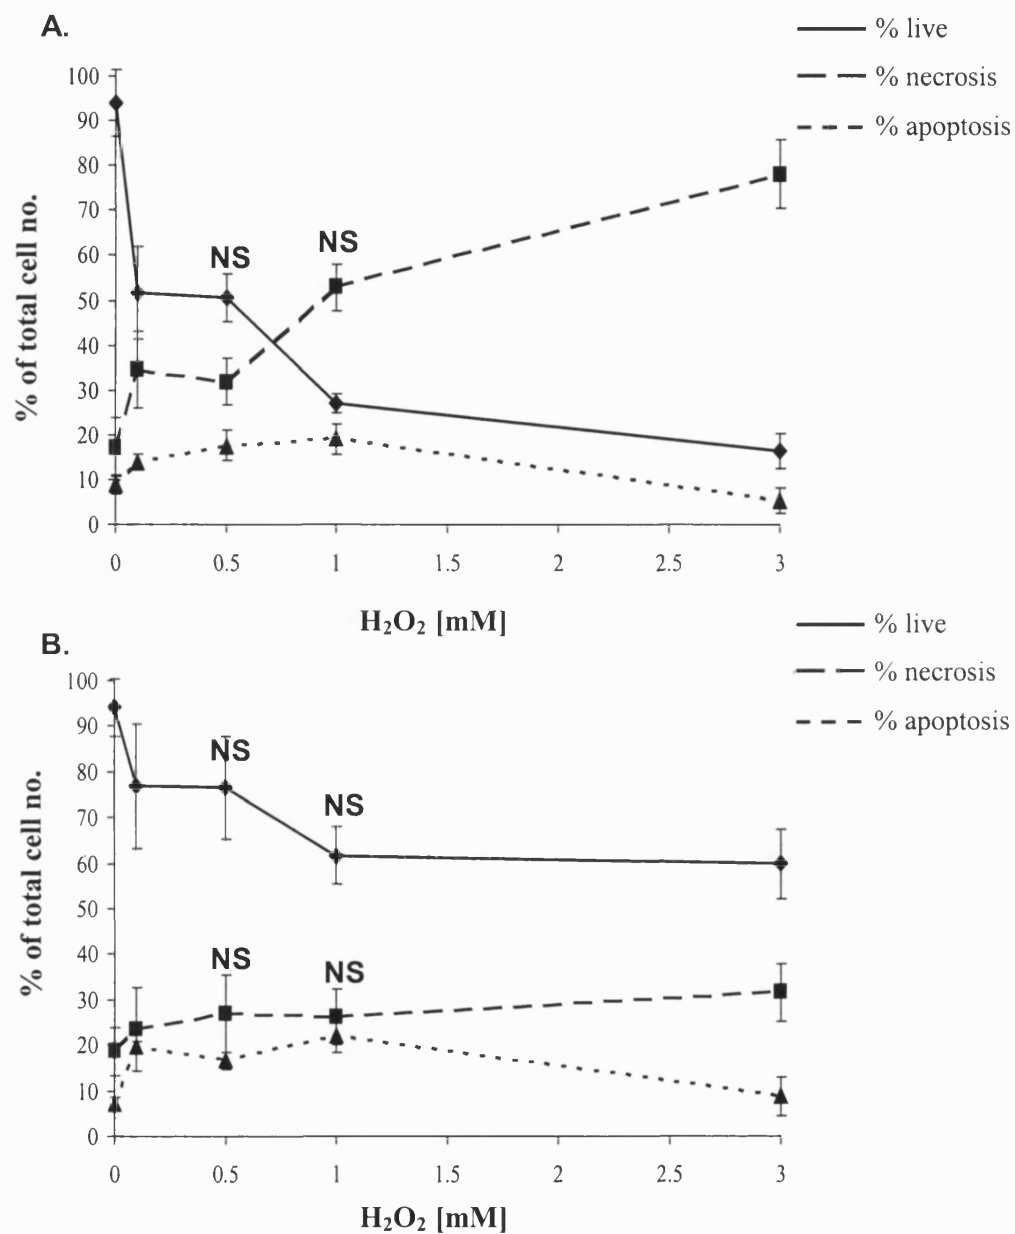 A.
% live
% necrosis
% apoptosis
% of total cell no.
100
90
80
70
60
50
40
30
20
10
0
NS
NS
0 0.5 1 1.5 2 2.5 3
H₂O₂ [mM]
B.
% live
% necrosis
% apoptosis
% of total cell no.
100
90
80
70
60
50
40
30
20
10
0
NS
NS
NS
NS
0 0.5 1 1.5 2 2.5 3
H₂O₂ [mM]